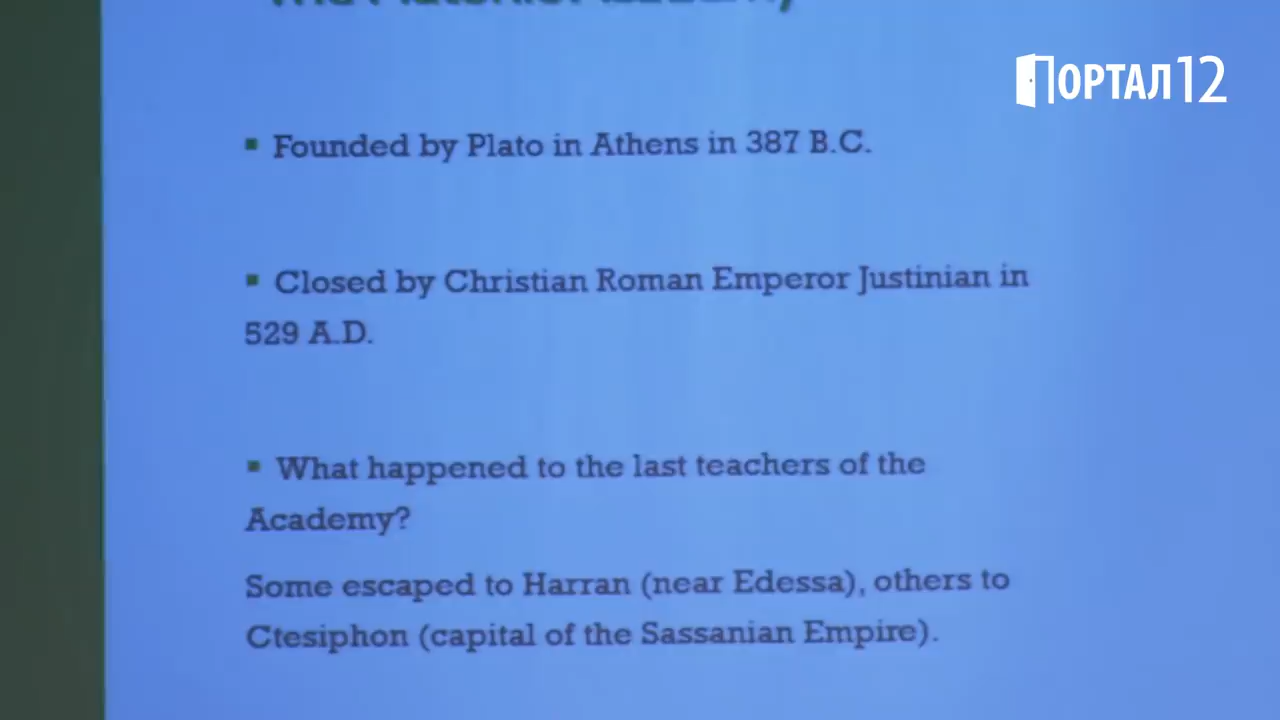 ПОРТАЛ12
▪ Founded by Plato in Athens in 387 B.C.
▪ Closed by Christian Roman Emperor Justinian in
529 A.D.
▪ What happened to the last teachers of the
Academy?
Some escaped to Harran (near Edessa), others to
Ctesiphon (capital of the Sassanian Empire).